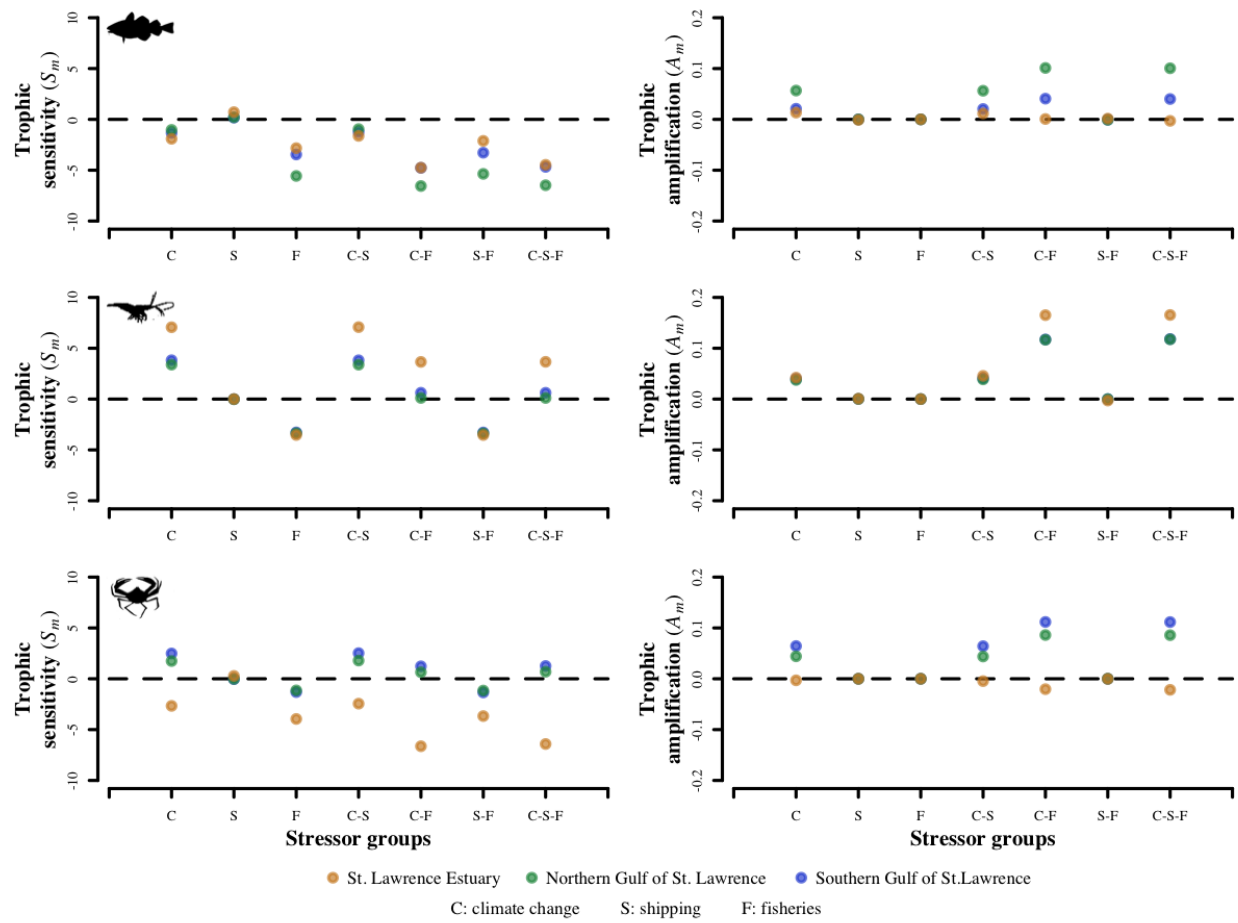 Trophic
sensitivity (Sm)
10
5
0
-5
-10
C S F C-S C-F S-F C-S-F
Trophic
amplification (Am)
0.2
0.1
0.0
-0.1
-0.2
C S F C-S C-F S-F C-S-F
Trophic
sensitivity (Sm)
10
5
0
-5
-10
C S F C-S C-F S-F C-S-F
Trophic
amplification (Am)
0.2
0.1
0.0
-0.1
-0.2
C S F C-S C-F S-F C-S-F
Trophic
sensitivity (Sm)
10
5
0
-5
-10
C S F C-S C-F S-F C-S-F
Stressor groups
Trophic
amplification (Am)
0.2
0.1
0.0
-0.1
-0.2
C S F C-S C-F S-F C-S-F
Stressor groups
St. Lawrence Estuary Northern Gulf of St. Lawrence Southern Gulf of St.Lawrence
C: climate change S: shipping F: fisheries